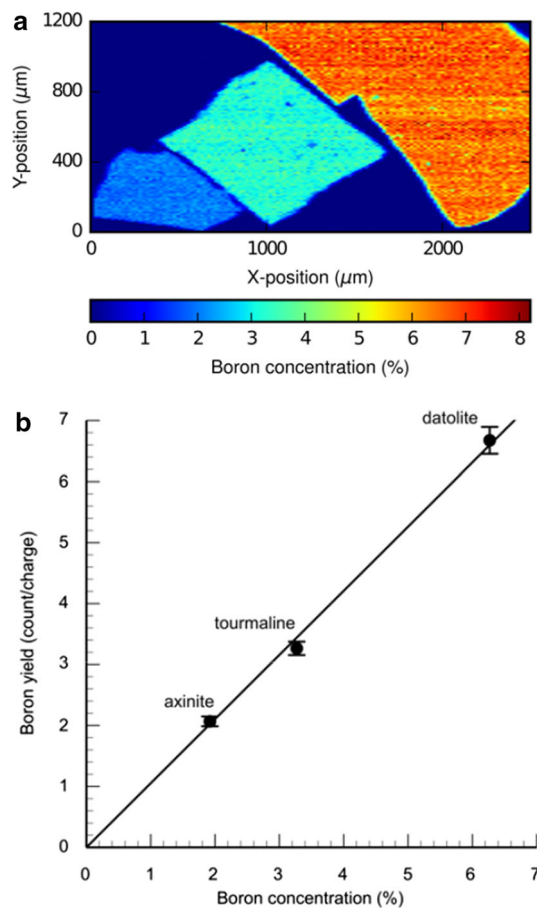 a
1200
800
400
0
Y-position (μm)
0 1000 2000
X-position (μm)
0 1 2 3 4 5 6 7 8
Boron concentration (%)
b
7
6
5
4
3
2
1
0
Boron yield (count/charge)
datolite
tourmaline
axinite
0 1 2 3 4 5 6 7
Boron concentration (%)